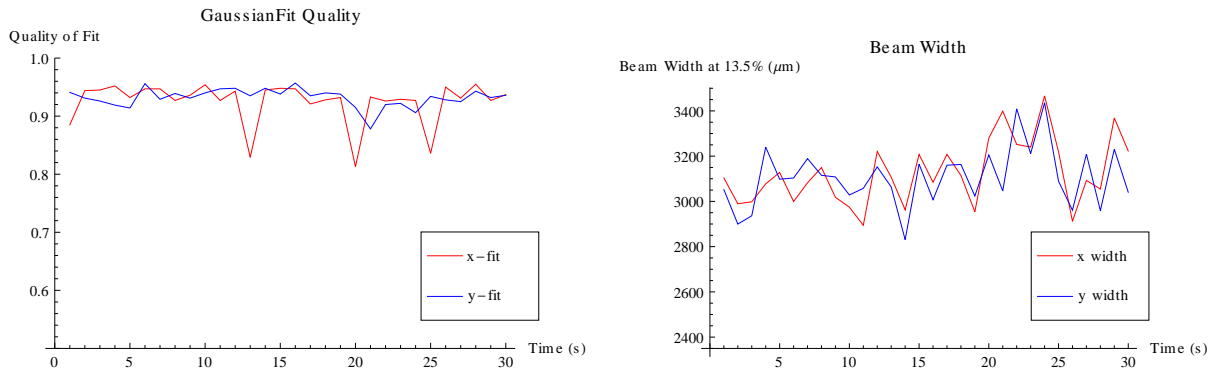 GaussianFit Quality
Quality of Fit
1.0
0.9
0.8
0.7
0.6
0
5
10
15
20
25
30
Time (s)
x-fit
y-fit
Beam Width
Beam Width at 13.5% (μm)
3400
3200
3000
2800
2600
2400
5
10
15
20
25
30
Time (s)
x width
y width